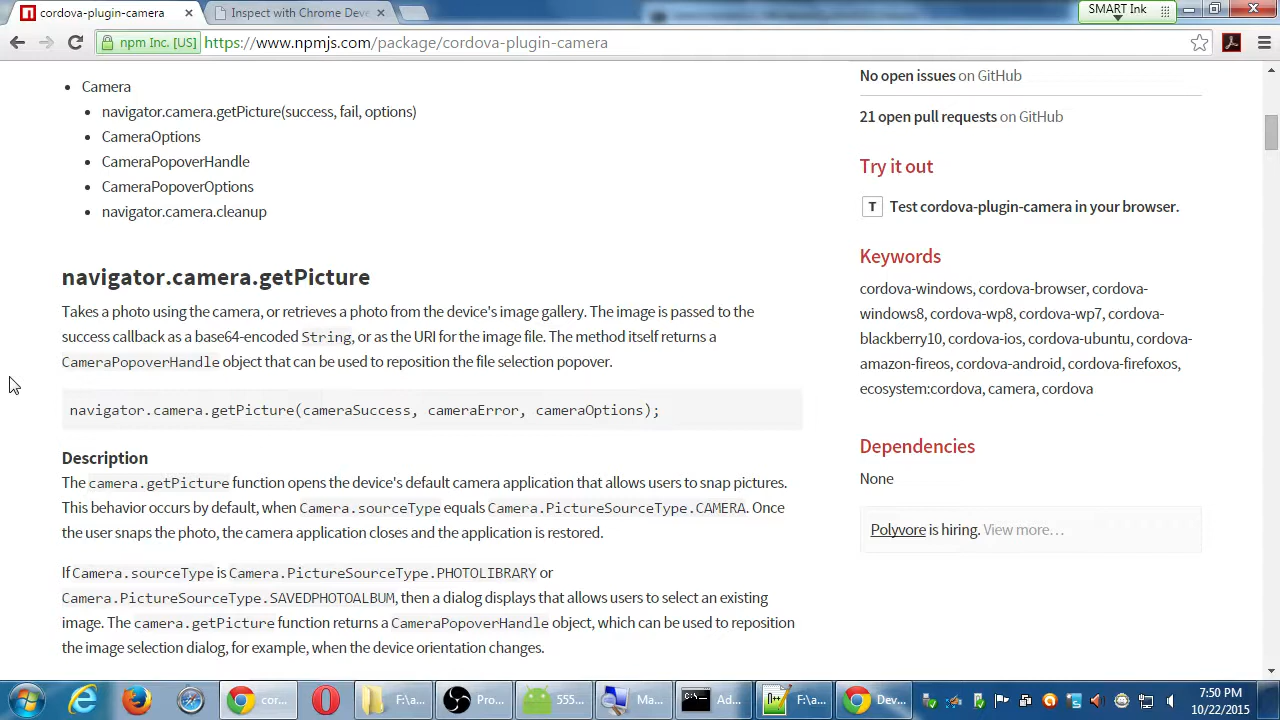 cordova-plugin-camera
Inspect with Chrome Deve
SMART Ink
npm Inc. [US]
https://www.npmjs.com/package/cordova-plugin-camera
Camera
navigator.camera.getPicture(success, fail, options)
CameraOptions
CameraPopoverHandle
CameraPopoverOptions
navigator.camera.cleanup
navigator.camera.getPicture
Takes a photo using the camera, or retrieves a photo from the device's image gallery. The image is passed to the
success callback as a base64-encoded String, or as the URI for the image file. The method itself returns a
CameraPopoverHandle object that can be used to reposition the file selection popover.
navigator.camera.getPicture(cameraSuccess, cameraError, cameraOptions);
Description
The camera.getPicture function opens the device's default camera application that allows users to snap pictures.
This behavior occurs by default, when Camera.sourceType equals Camera.PictureSourceType.CAMERA. Once
the user snaps the photo, the camera application closes and the application is restored.
If Camera.sourceType is Camera.PictureSourceType.PHOTOLIBRARY or
Camera.PictureSourceType.SAVEDPHOTOALBUM, then a dialog displays that allows users to select an existing
image. The camera.getPicture function returns a CameraPopoverHandle object, which can be used to reposition
the image selection dialog, for example, when the device orientation changes.
No open issues on GitHub
21 open pull requests on GitHub
Try it out
T Test cordova-plugin-camera in your browser.
Keywords
cordova-windows, cordova-browser, cordova-
windows8, cordova-wp8, cordova-wp7, cordova-
blackberry10, cordova-ios, cordova-ubuntu, cordova-
amazon-fireos, cordova-android, cordova-firefoxos,
ecosystem:cordova, camera, cordova
Dependencies
None
Polyvore is hiring. View more…
cor...
F:\a...
Pro...
555...
Ma...
Ad...
F:\a...
Dev...
7:50 PM
10/22/2015